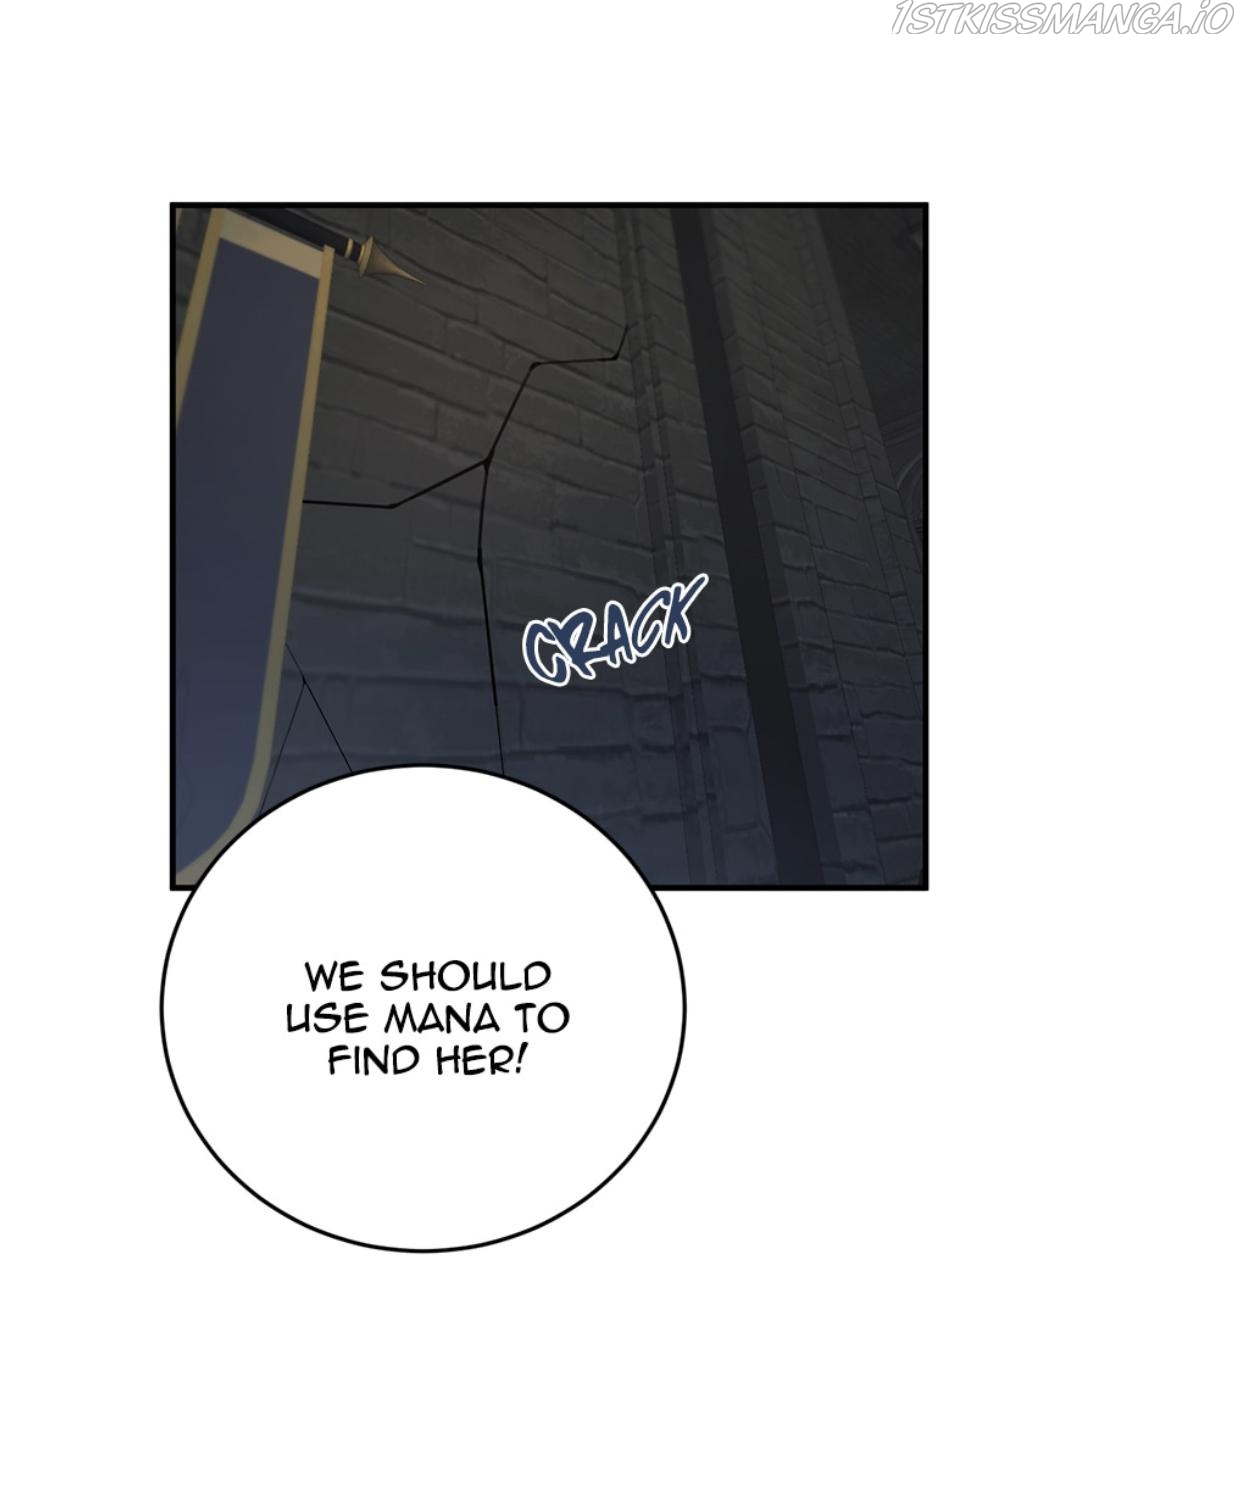 1STKISSMANGA.IO
CRACK
WE SHOULD
USE MANA TO
FIND HER!